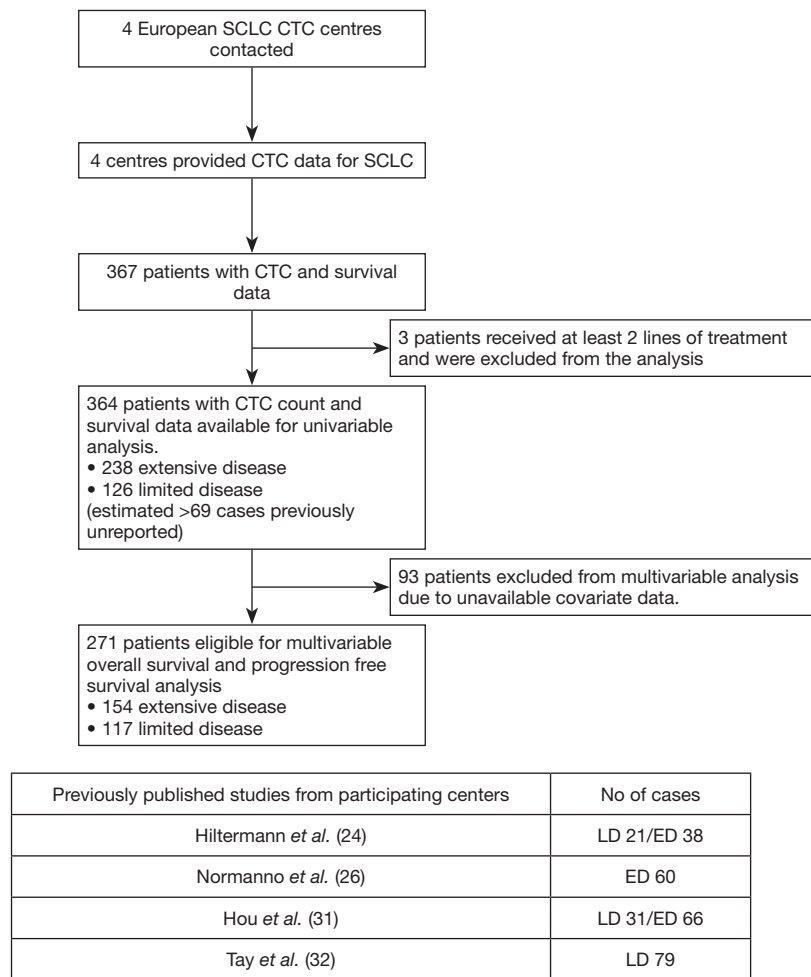 4 European SCLC CTC centres
contacted
4 centres provided CTC data for SCLC
367 patients with CTC and survival
data
3 patients received at least 2 lines of treatment
and were excluded from the analysis
364 patients with CTC count and
survival data available for univariable
analysis.
• 238 extensive disease
• 126 limited disease
(estimated >69 cases previously
unreported)
93 patients excluded from multivariable analysis
due to unavailable covariate data.
271 patients eligible for multivariable
overall survival and progression free
survival analysis
• 154 extensive disease
• 117 limited disease
Previously published studies from participating centers No of cases
Hiltermann et al. (24) LD 21/ED 38
Normanno et al. (26) ED 60
Hou et al. (31) LD 31/ED 66
Tay et al. (32) LD 79